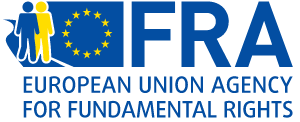 FRA
EUROPEAN UNION AGENCY
FOR FUNDAMENTAL RIGHTS